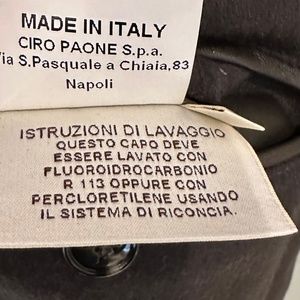 MADE IN ITALY
CIRO PAONE S.p.a.
Via S.Pasquale a Chiaia,83
Napoli
ISTRUZIONI DI LAVAGGIO
QUESTO CAPO DEVE
ESSERE LAVATO CON
FLUOROIDROCARBONIO
R 113 OPPURE CON
PERCLORETILENE USANDO
IL SISTEMA DI RICONCIA.